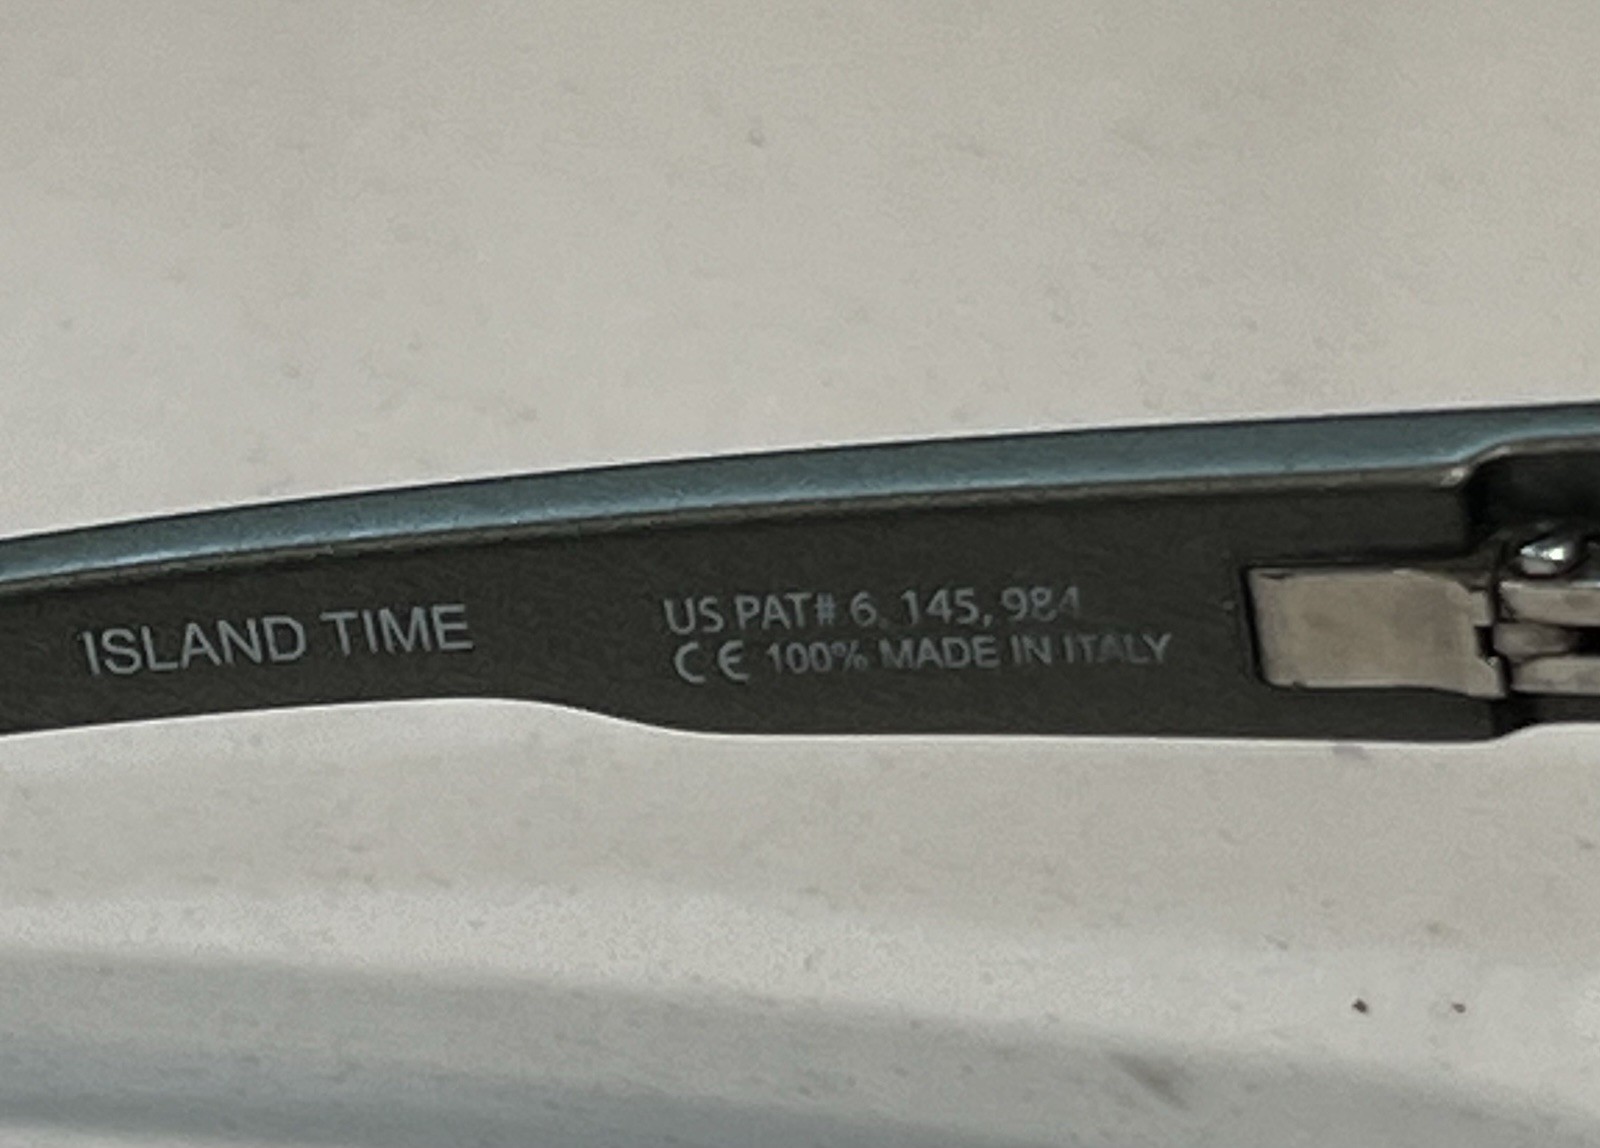 ISLAND TIME
US PAT# 6. 145, 984
CE 100% MADE IN ITALY